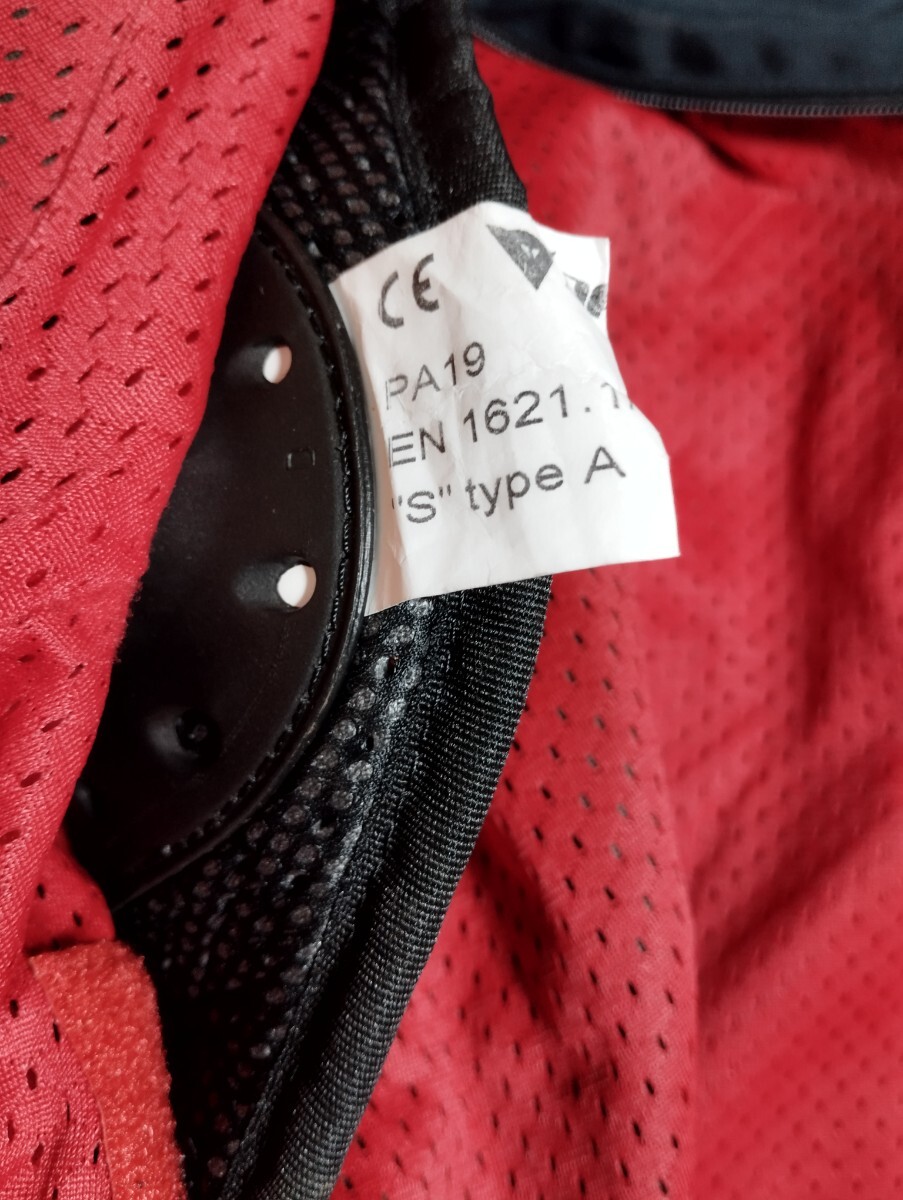 CE
PA19
EN 1621.1
"S" type A